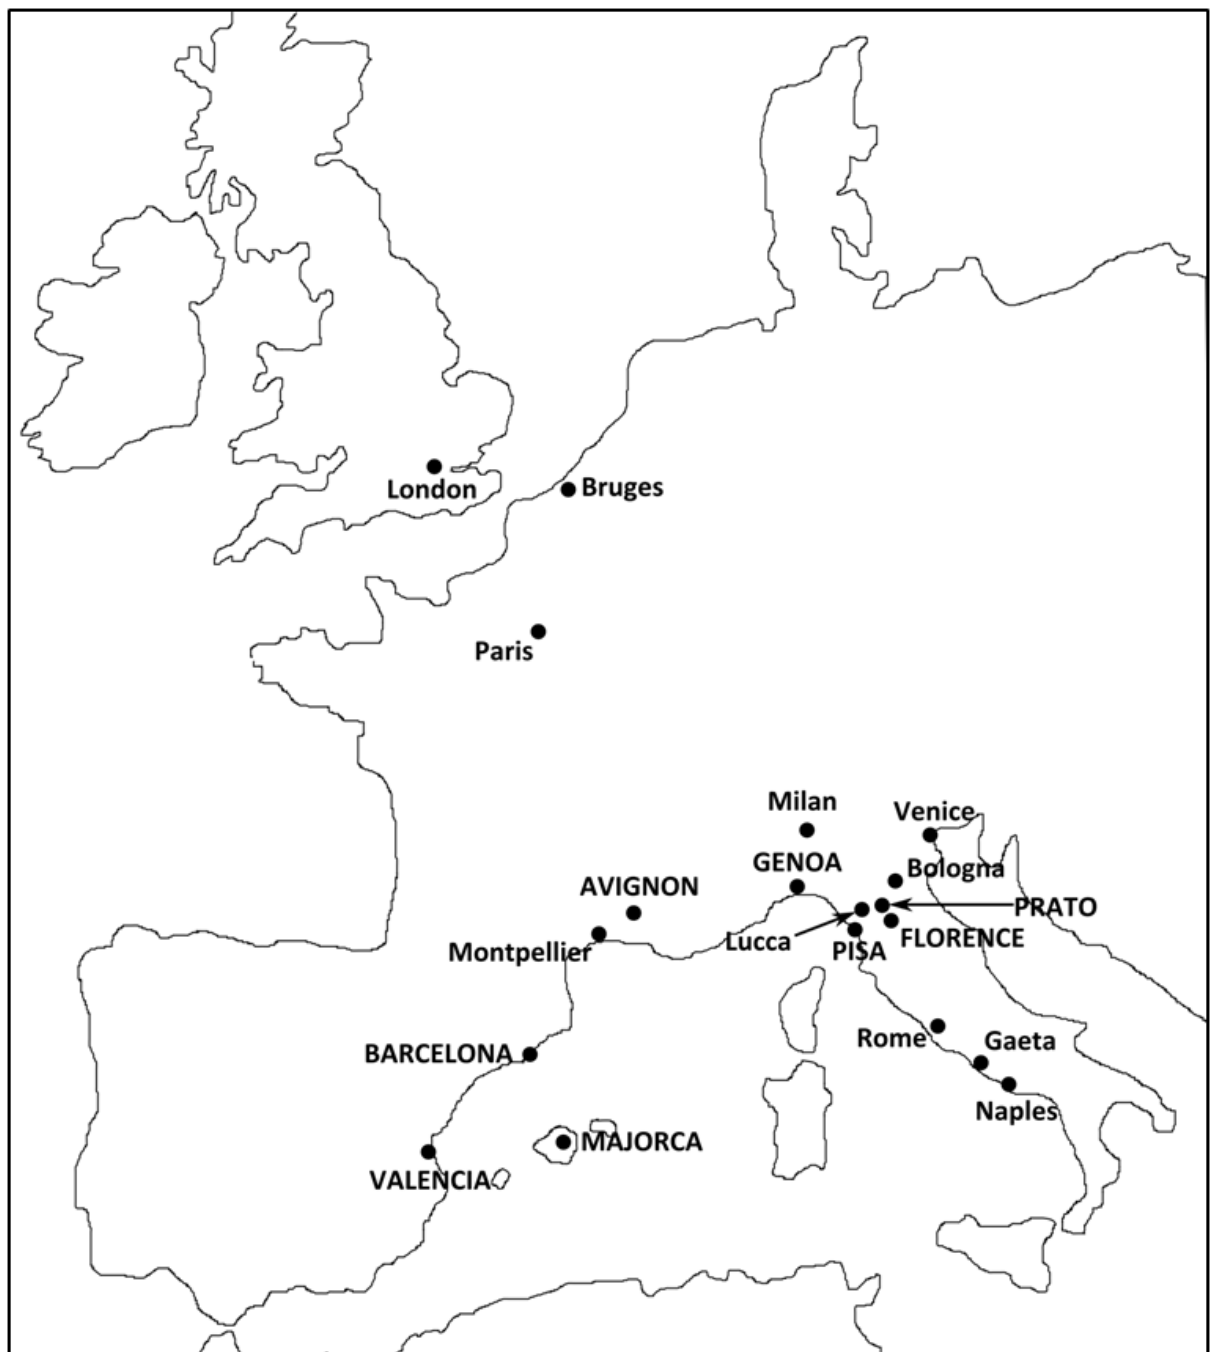 London
Bruges
Paris
Milan
Venice
GENOA
Bologna
AVIGNON
PRATO
Lucca
FLORENCE
Montpellier
PISA
Rome
Gaeta
BARCELONA
Naples
MAJORCA
VALENCIA